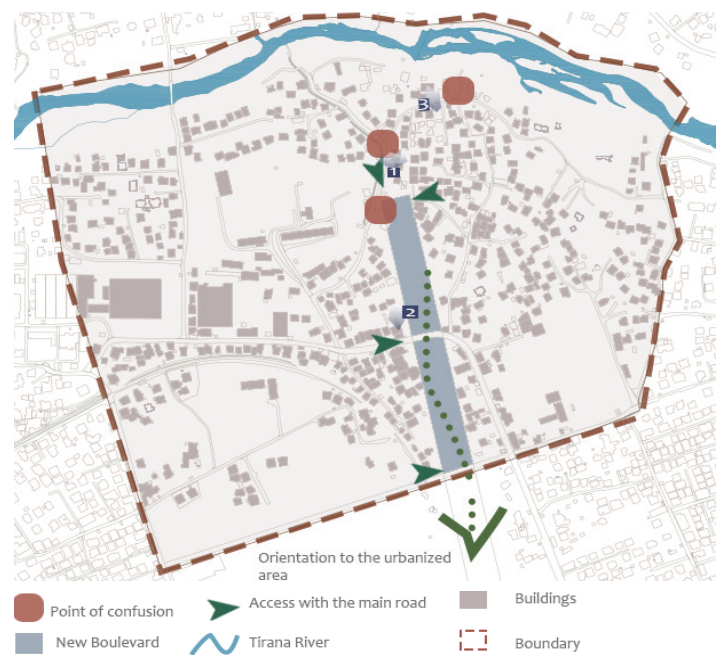 3
1
2
Orientation to the urbanized
area
Point of confusion
Access with the main road
Buildings
New Boulevard
Tirana River
Boundary